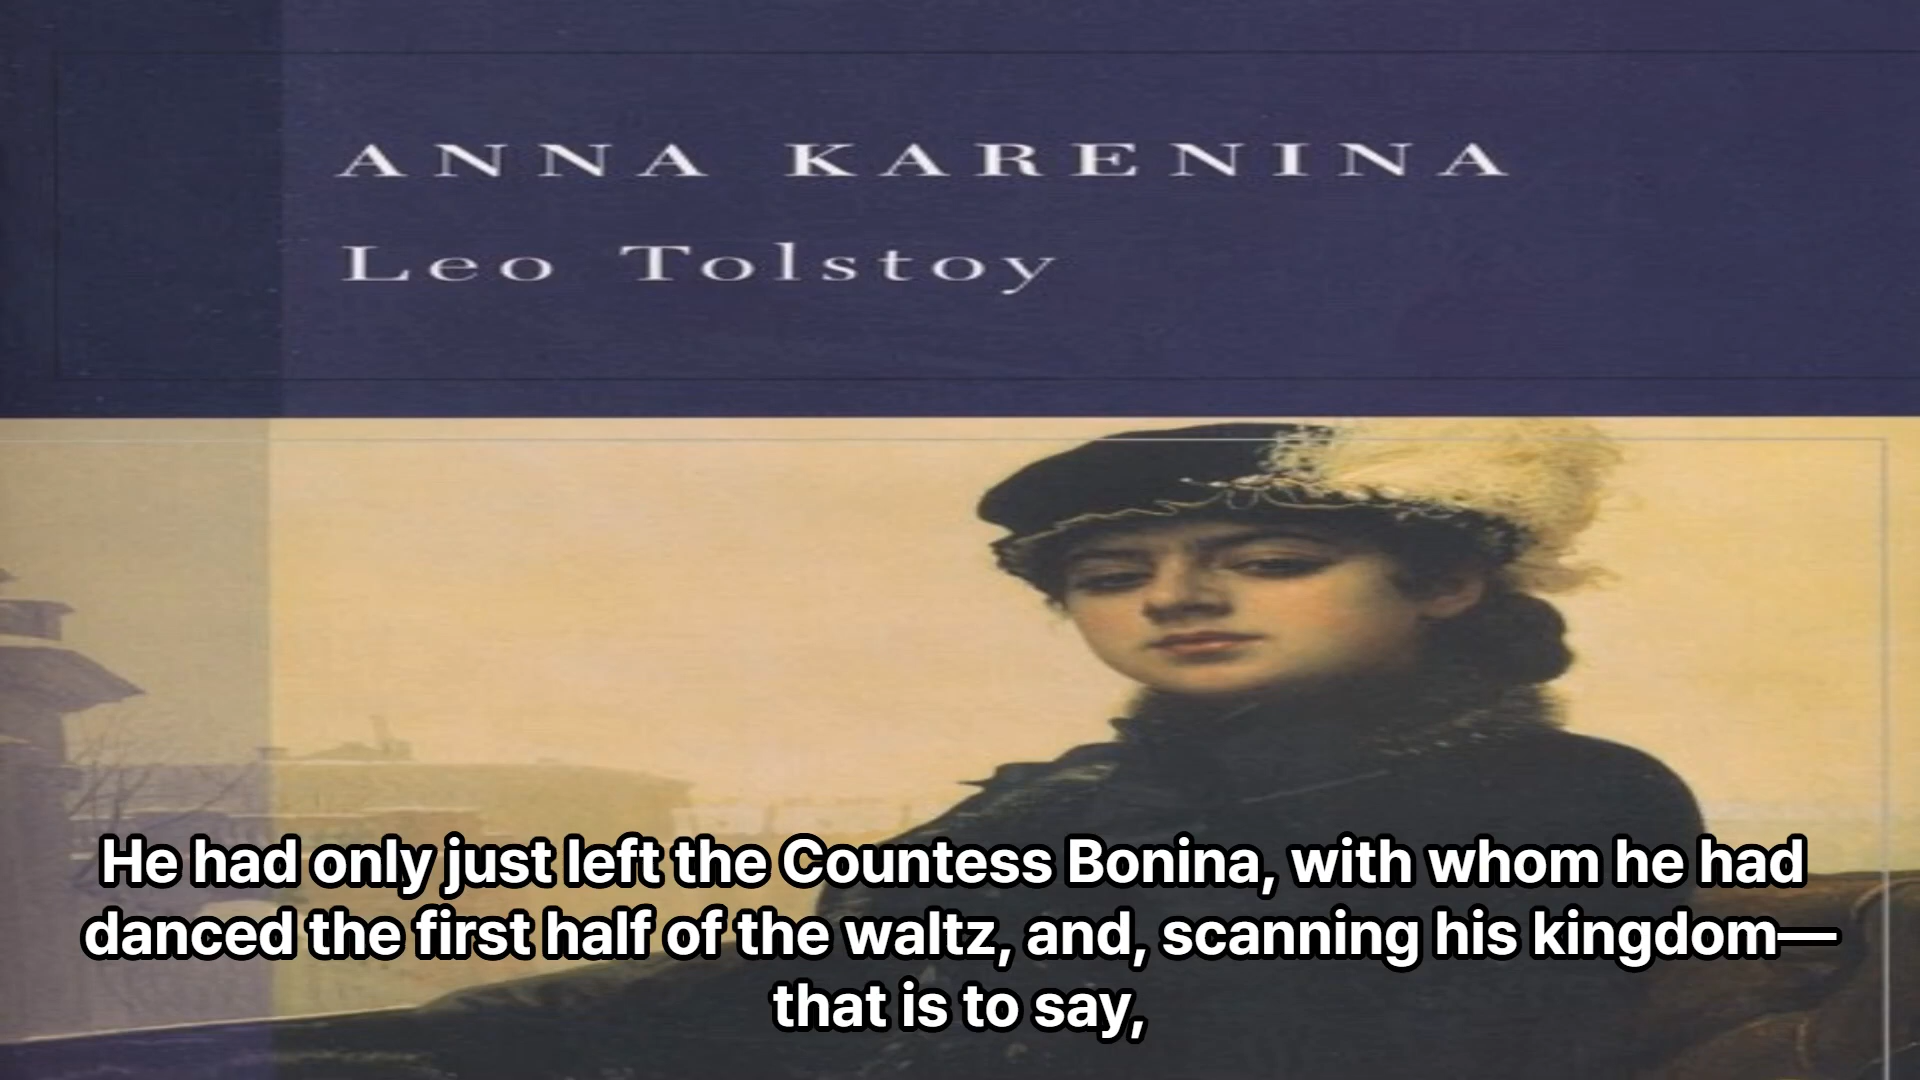 ANNA KARENINA
Leo Tolstoy
He had only just left the Countess Bonina, with whom he had
danced the first half of the waltz, and, scanning his kingdom—
that is to say,